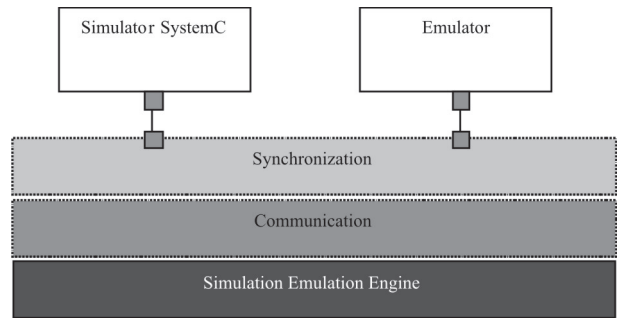 Simulator SystemC
Emulator
Synchronization
Communication
Simulation Emulation Engine